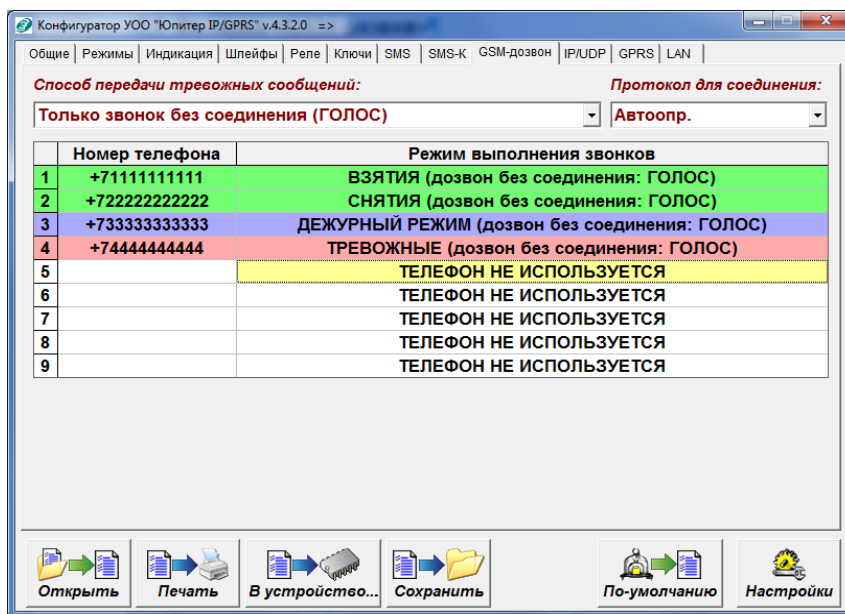 Конфигуратор УОО "Юпитер IP/GPRS" v.4.3.2.0 =>
Общие Режимы Индикация Шлейфы Реле Ключи SMS SMS-К GSM-дозвон IP/UDP GPRS LAN
Способ передачи тревожных сообщений: Протокол для соединения:
Только звонок без соединения (ГОЛОС) Автоопр.
Номер телефона Режим выполнения звонков
1 +71111111111 ВЗЯТИЯ (дозвон без соединения: ГОЛОС)
2 +722222222222 СНЯТИЯ (дозвон без соединения: ГОЛОС)
3 +733333333333 ДЕЖУРНЫЙ РЕЖИМ (дозвон без соединения: ГОЛОС)
4 +74444444444 ТРЕВОЖНЫЕ (дозвон без соединения: ГОЛОС)
5 ТЕЛЕФОН НЕ ИСПОЛЬЗУЕТСЯ
6 ТЕЛЕФОН НЕ ИСПОЛЬЗУЕТСЯ
7 ТЕЛЕФОН НЕ ИСПОЛЬЗУЕТСЯ
8 ТЕЛЕФОН НЕ ИСПОЛЬЗУЕТСЯ
9 ТЕЛЕФОН НЕ ИСПОЛЬЗУЕТСЯ
Открыть Печать В устройство... Сохранить По-умолчанию Настройки